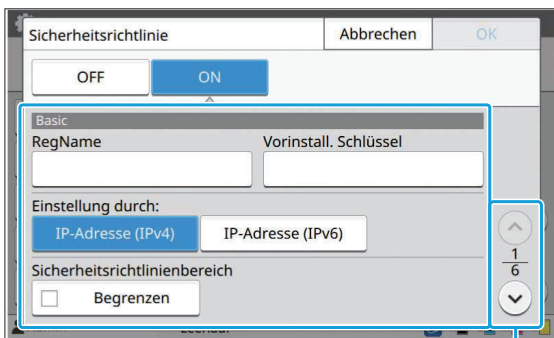 Sicherheitsrichtlinie Abbrechen OK
OFF ON
Basic
RegName Vorinstall. Schlüssel
Einstellung durch:
IP-Adresse (IPv4) IP-Adresse (IPv6)
1
6
Sicherheitsrichtlinienbereich
Begrenzen